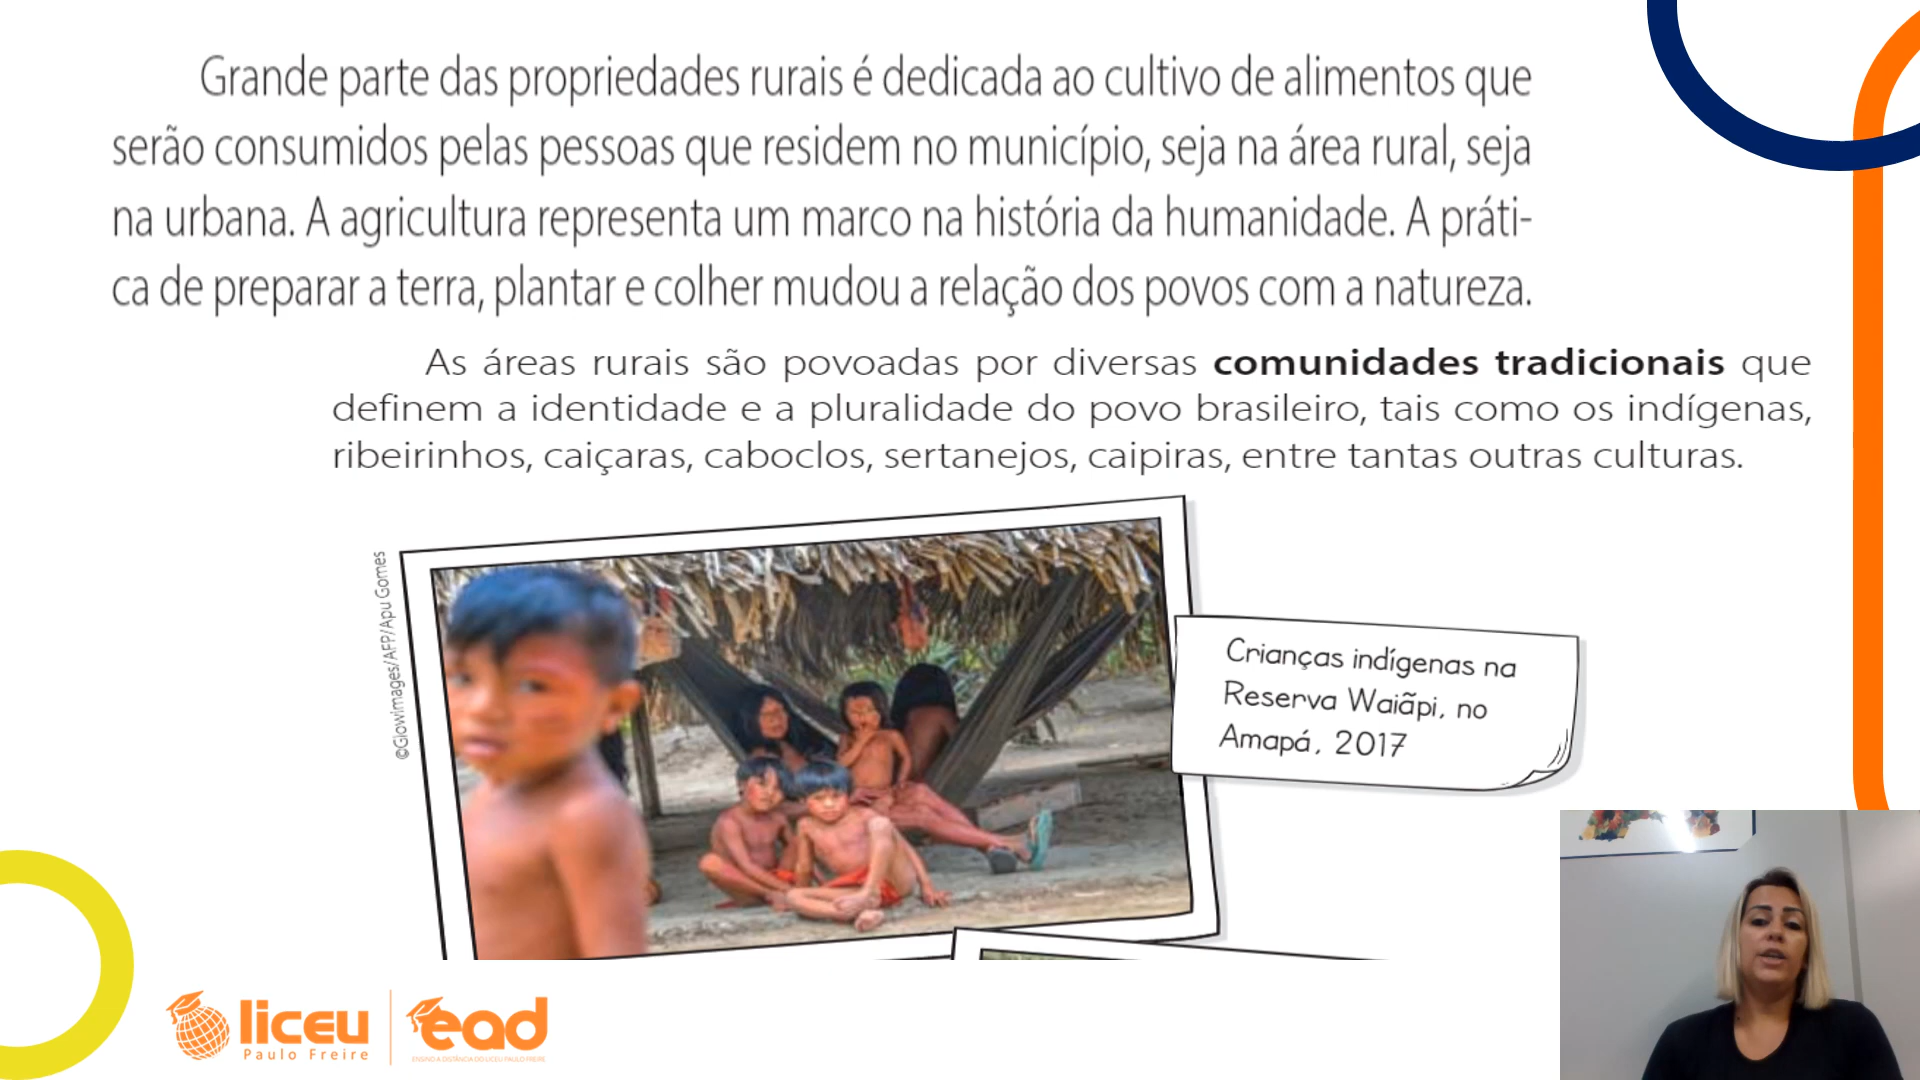 Grande parte das propriedades rurais é dedicada ao cultivo de alimentos que
serão consumidos pelas pessoas que residem no município, seja na área rural, seja
na urbana. A agricultura representa um marco na história da humanidade. A práti-
ca de preparar a terra, plantar e colher mudou a relação dos povos com a natureza.
As áreas rurais são povoadas por diversas comunidades tradicionais que
definem a identidade e a pluralidade do povo brasileiro, tais como os indígenas,
ribeirinhos, caiçaras, caboclos, sertanejos, caipiras, entre tantas outras culturas.
©Glowimages/AFP/Apu Gomes
Crianças indígenas na
Reserva Waiãpi, no
Amapá, 2017
liceu
Paulo Freire
ead
ENSINO A DISTÂNCIA DO LICEU PAULO FREIRE